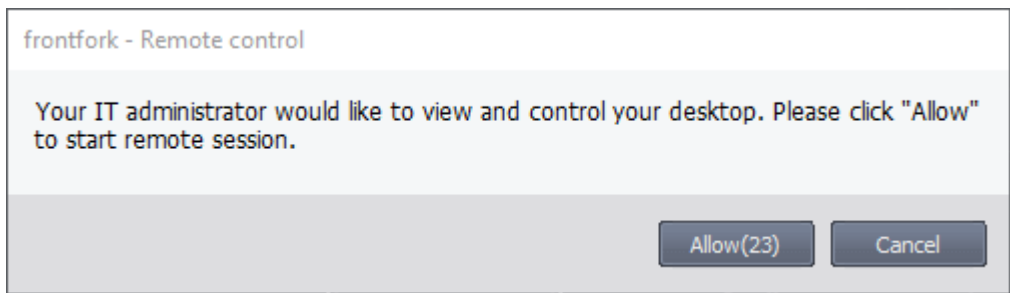 frontfork - Remote control
Your IT administrator would like to view and control your desktop. Please click "Allow"
to start remote session.
Allow(23)
Cancel